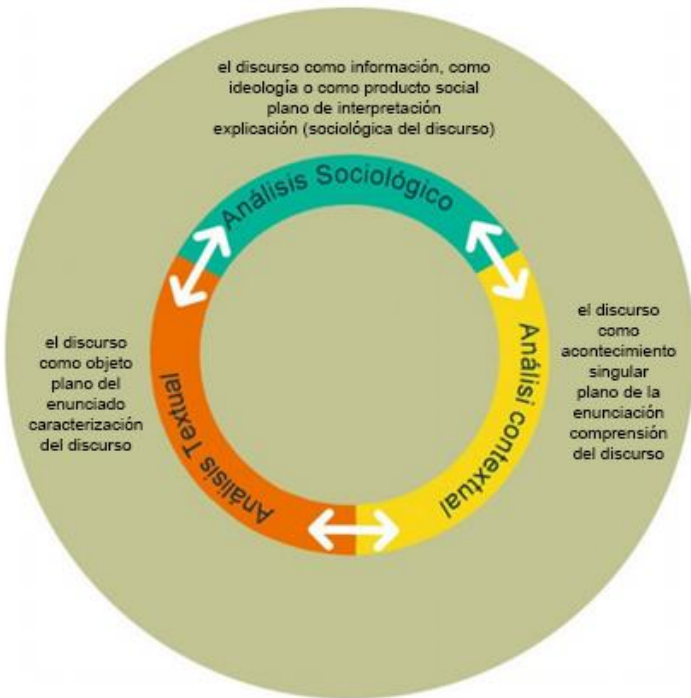 el discurso como información, como
ideología o como producto social
plano de interpretación
explicación (sociológica del discurso)
Análisis Sociológico
el discurso
como objeto
plano del
enunciado
caracterización
del discurso
Análisis Textual
Análisi contextual
el discurso
como
acontecimiento
singular
plano de la
enunciación
comprensión
del discurso